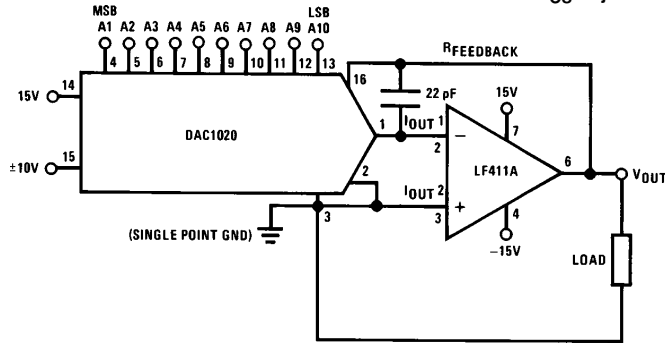 MSB LSB
A1 A2 A3 A4 A5 A6 A7 A8 A9 A10
4 5 6 7 8 9 10 11 12 13
RFEEDBACK
16
15V 14
22 pF
15V
DAC1020
1 IOUT 1
2
−
7
LF411A
6
VOUT
±10V 15
2
IOUT 2
3
+
4
−15V
3
(SINGLE POINT GND)
LOAD